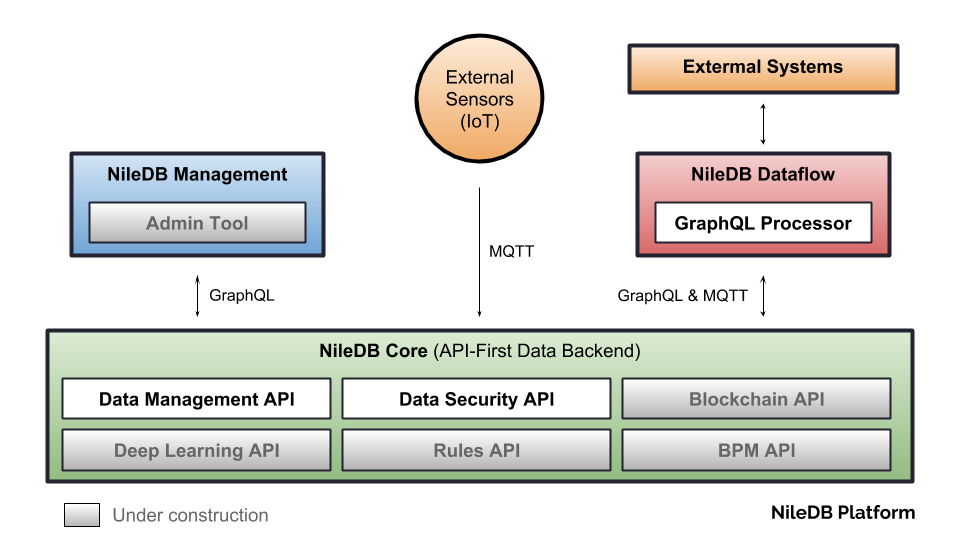 External
Sensors
(IoT)
Extermal Systems
NileDB Management
Admin Tool
NileDB Dataflow
GraphQL Processor
MQTT
GraphQL
GraphQL & MQTT
NileDB Core (API-First Data Backend)
Data Management API
Data Security API
Blockchain API
Deep Learning API
Rules API
BPM API
Under construction
NileDB Platform